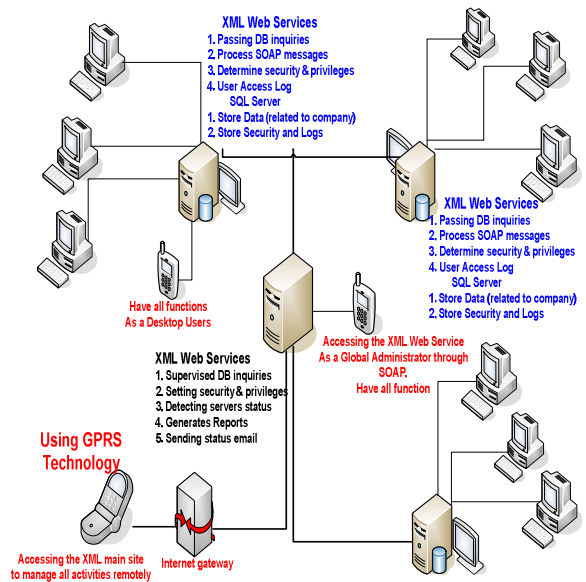 XML Web Services
1. Passing DB inquiries
2. Process SOAP messages
3. Determine security & privileges
4. User Access Log
SQL Server
1. Store Data (related to company)
2. Store Security and Logs
XML Web Services
1. Passing DB inquiries
2. Process SOAP messages
3. Determine security & privileges
4. User Access Log
SQL Server
1. Store Data (related to company)
2. Store Security and Logs
Have all functions
As a Desktop Users
Accessing the XML Web Service
As a Global Administrator through
SOAP.
Have all function
XML Web Services
1. Supervised DB inquiries
2. Setting security & privileges
3. Detecting servers status
4. Generates Reports
5. Sending status email
Using GPRS
Technology
Accessing the XML main site
to manage all activities remotely
Internet gateway